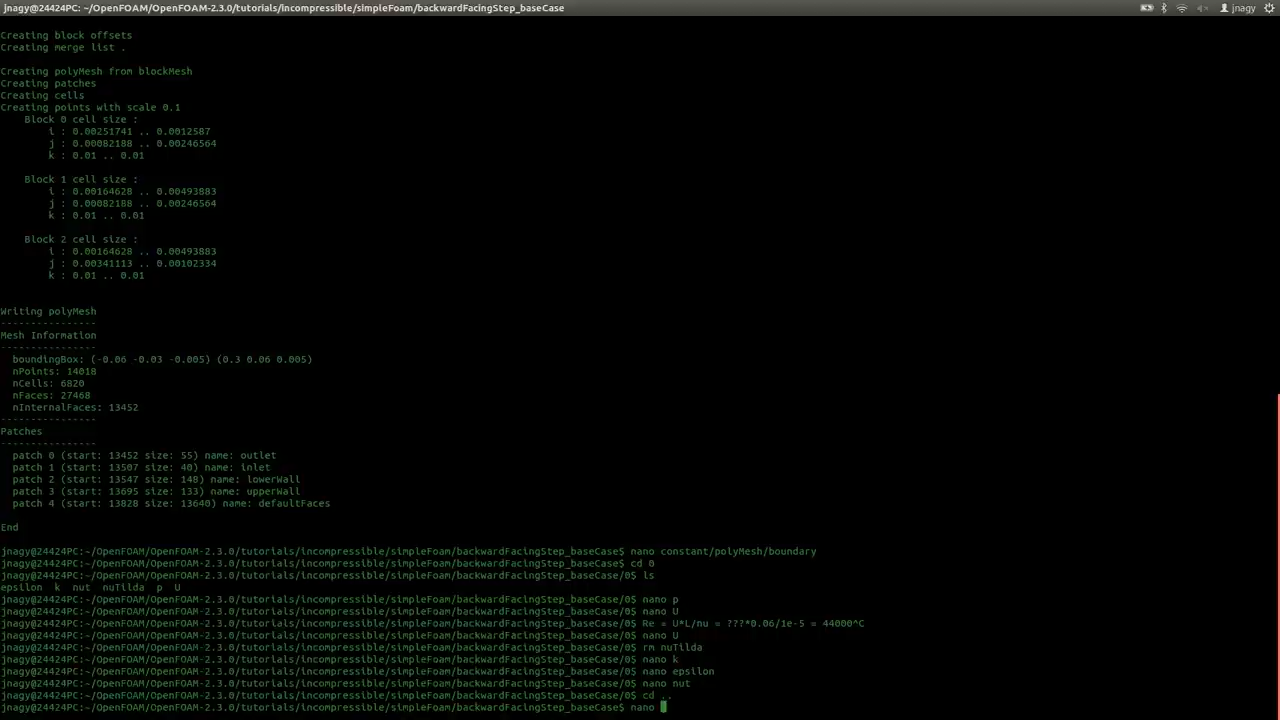 jnagy@24424PC: ~/OpenFOAM/OpenFOAM-2.3.0/tutorials/incompressible/simpleFoam/backwardFacingStep_baseCase
jnagy
Creating block offsets
Creating merge list .
Creating polyMesh from blockMesh
Creating patches
Creating cells
Creating points with scale 0.1
    Block 0 cell size :
        i : 0.00251741 .. 0.0012587
        j : 0.00082188 .. 0.00246564
        k : 0.01 .. 0.01
    Block 1 cell size :
        i : 0.00164628 .. 0.00493883
        j : 0.00082188 .. 0.00246564
        k : 0.01 .. 0.01
    Block 2 cell size :
        i : 0.00164628 .. 0.00493883
        j : 0.00341113 .. 0.00102334
        k : 0.01 .. 0.01
Writing polyMesh
----------------
Mesh Information
----------------
  boundingBox: (-0.06 -0.03 -0.005) (0.3 0.06 0.005)
  nPoints: 14018
  nCells: 6820
  nFaces: 27468
  nInternalFaces: 13452
----------------
Patches
----------------
  patch 0 (start: 13452 size: 55) name: outlet
  patch 1 (start: 13507 size: 40) name: inlet
  patch 2 (start: 13547 size: 148) name: lowerWall
  patch 3 (start: 13695 size: 133) name: upperWall
  patch 4 (start: 13828 size: 13640) name: defaultFaces
End
jnagy@24424PC:~/OpenFOAM/OpenFOAM-2.3.0/tutorials/incompressible/simpleFoam/backwardFacingStep_baseCase$ nano constant/polyMesh/boundary
jnagy@24424PC:~/OpenFOAM/OpenFOAM-2.3.0/tutorials/incompressible/simpleFoam/backwardFacingStep_baseCase$ cd 0
jnagy@24424PC:~/OpenFOAM/OpenFOAM-2.3.0/tutorials/incompressible/simpleFoam/backwardFacingStep_baseCase/0$ ls
epsilon  k  nut  nuTilda  p  U
jnagy@24424PC:~/OpenFOAM/OpenFOAM-2.3.0/tutorials/incompressible/simpleFoam/backwardFacingStep_baseCase/0$ nano p
jnagy@24424PC:~/OpenFOAM/OpenFOAM-2.3.0/tutorials/incompressible/simpleFoam/backwardFacingStep_baseCase/0$ nano U
jnagy@24424PC:~/OpenFOAM/OpenFOAM-2.3.0/tutorials/incompressible/simpleFoam/backwardFacingStep_baseCase/0$ Re = U*L/nu = ???*0.06/1e-5 = 44000^C
jnagy@24424PC:~/OpenFOAM/OpenFOAM-2.3.0/tutorials/incompressible/simpleFoam/backwardFacingStep_baseCase/0$ nano U
jnagy@24424PC:~/OpenFOAM/OpenFOAM-2.3.0/tutorials/incompressible/simpleFoam/backwardFacingStep_baseCase/0$ rm nuTilda
jnagy@24424PC:~/OpenFOAM/OpenFOAM-2.3.0/tutorials/incompressible/simpleFoam/backwardFacingStep_baseCase/0$ nano k
jnagy@24424PC:~/OpenFOAM/OpenFOAM-2.3.0/tutorials/incompressible/simpleFoam/backwardFacingStep_baseCase/0$ nano epsilon
jnagy@24424PC:~/OpenFOAM/OpenFOAM-2.3.0/tutorials/incompressible/simpleFoam/backwardFacingStep_baseCase/0$ nano nut
jnagy@24424PC:~/OpenFOAM/OpenFOAM-2.3.0/tutorials/incompressible/simpleFoam/backwardFacingStep_baseCase/0$ cd ..
jnagy@24424PC:~/OpenFOAM/OpenFOAM-2.3.0/tutorials/incompressible/simpleFoam/backwardFacingStep_baseCase$ nano